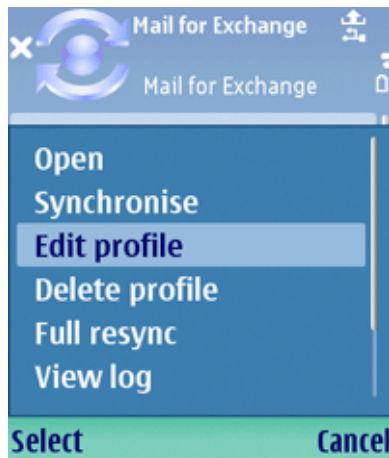 Mail for Exchange
Mail for Exchange
Open
Synchronise
Edit profile
Delete profile
Full resync
View log
Select Cancel